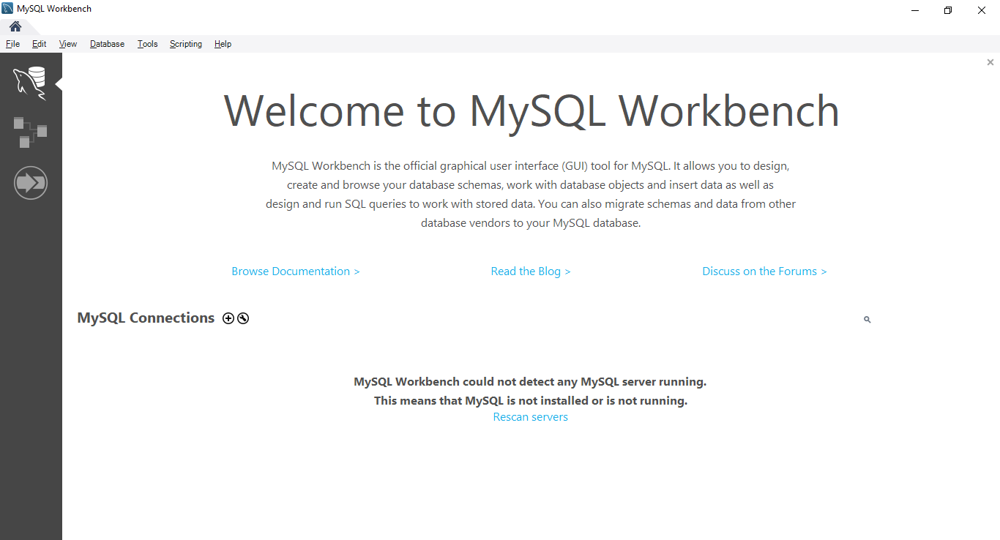 MySQL Workbench
File Edit View Database Tools Scripting Help
Welcome to MySQL Workbench
MySQL Workbench is the official graphical user interface (GUI) tool for MySQL. It allows you to design,
create and browse your database schemas, work with database objects and insert data as well as
design and run SQL queries to work with stored data. You can also migrate schemas and data from other
database vendors to your MySQL database.
Browse Documentation > Read the Blog > Discuss on the Forums >
MySQL Connections
MySQL Workbench could not detect any MySQL server running.
This means that MySQL is not installed or is not running.
Rescan servers